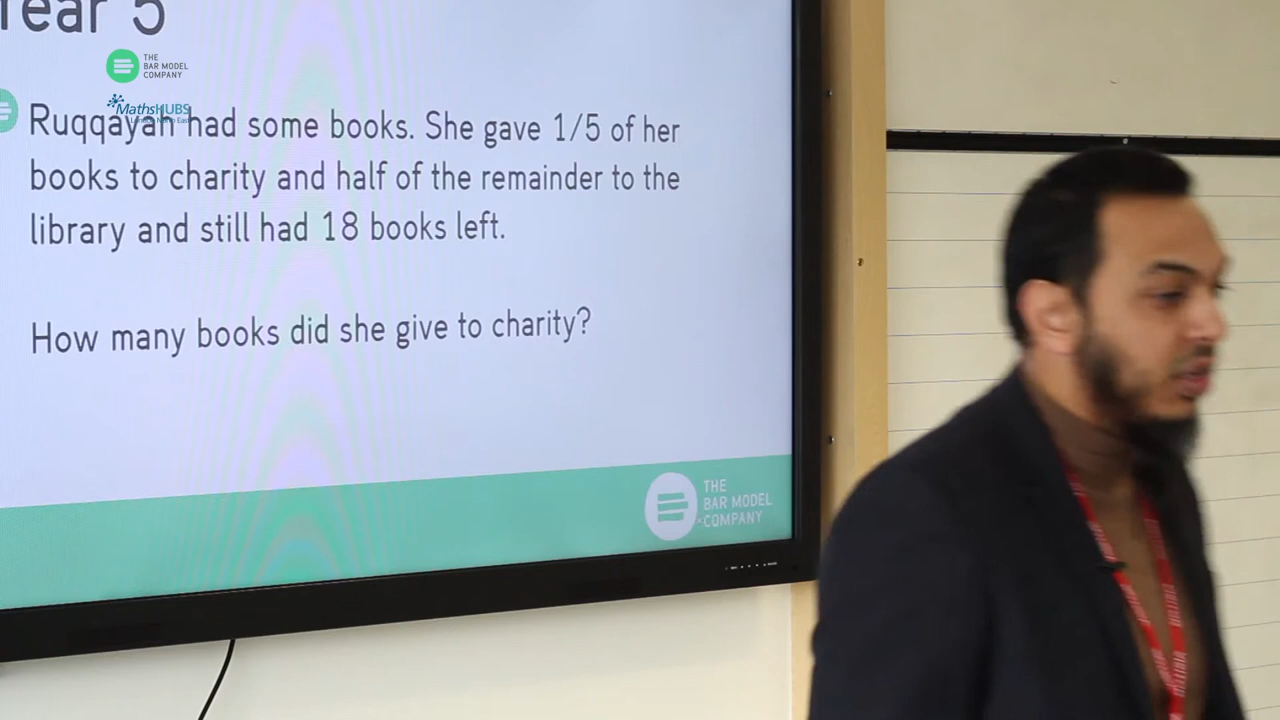 Year 5
THE
BAR MODEL
COMPANY
MathsHUBS
Ruqqayah had some books. She gave 1/5 of her
books to charity and half of the remainder to the
library and still had 18 books left.
How many books did she give to charity?
THE
BAR MODEL
COMPANY